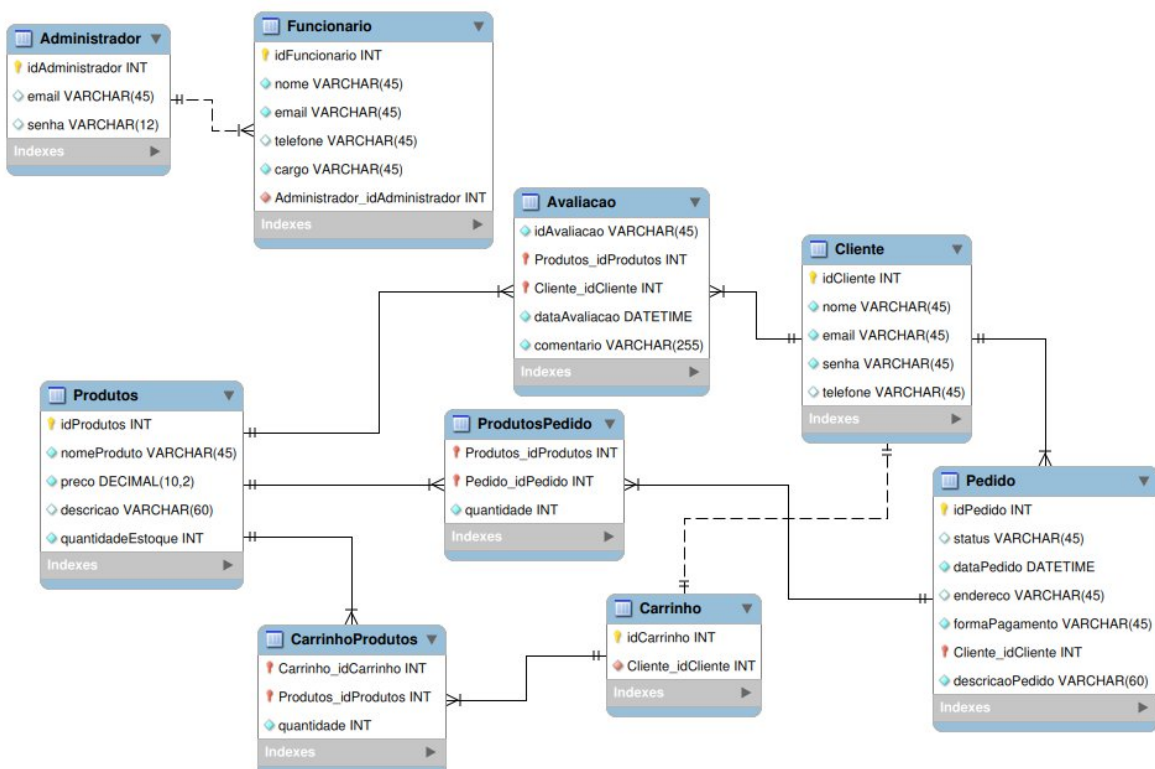 Administrador
idAdministrador INT
email VARCHAR(45)
senha VARCHAR(12)
Indexes
Funcionario
idFuncionario INT
nome VARCHAR(45)
email VARCHAR(45)
telefone VARCHAR(45)
cargo VARCHAR(45)
Administrador_idAdministrador INT
Indexes
Avaliacao
idAvaliacao VARCHAR(45)
Produtos_idProdutos INT
Cliente_idCliente INT
dataAvaliacao DATETIME
comentario VARCHAR(255)
Indexes
Cliente
idCliente INT
nome VARCHAR(45)
email VARCHAR(45)
senha VARCHAR(45)
telefone VARCHAR(45)
Indexes
Produtos
idProdutos INT
nomeProduto VARCHAR(45)
preco DECIMAL(10,2)
descricao VARCHAR(60)
quantidadeEstoque INT
Indexes
ProdutosPedido
Produtos_idProdutos INT
Pedido_idPedido INT
quantidade INT
Indexes
Pedido
idPedido INT
status VARCHAR(45)
dataPedido DATETIME
endereco VARCHAR(45)
formaPagamento VARCHAR(45)
Cliente_idCliente INT
descricaoPedido VARCHAR(60)
Indexes
CarrinhoProdutos
Carrinho_idCarrinho INT
Produtos_idProdutos INT
quantidade INT
Indexes
Carrinho
idCarrinho INT
Cliente_idCliente INT
Indexes